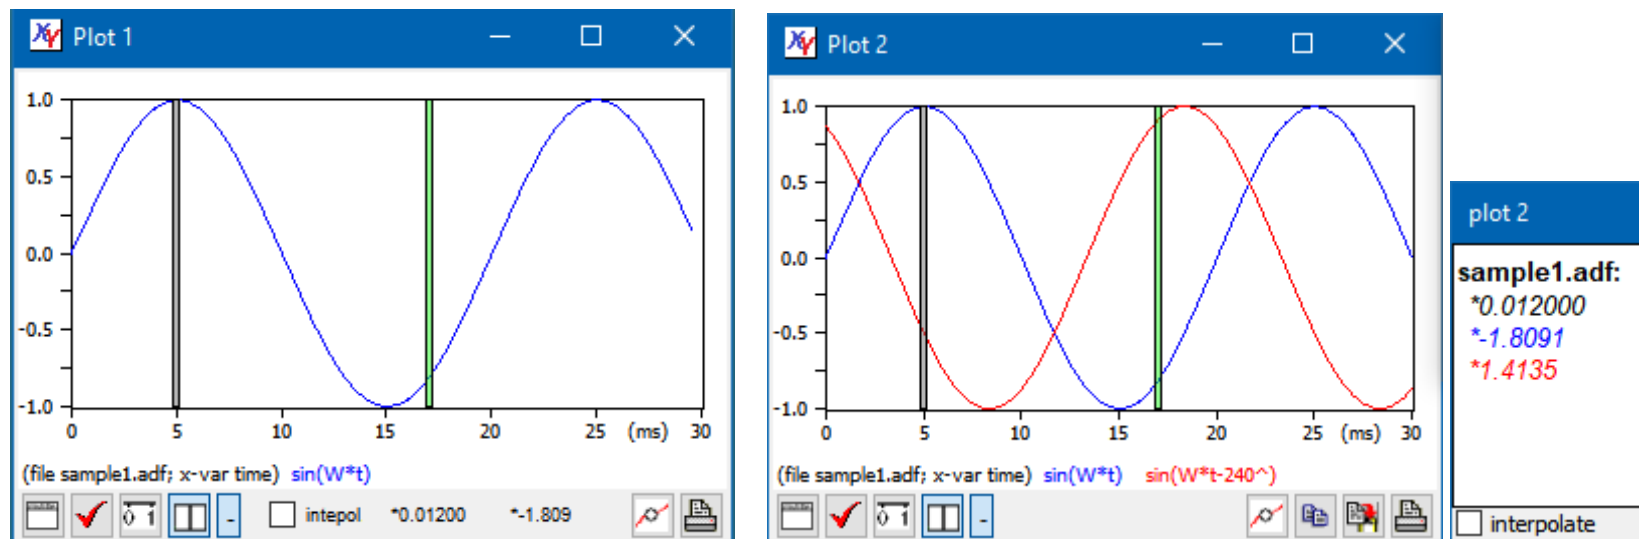 Plot 1
1.0
0.5
0.0
-0.5
-1.0
0 5 10 15 20 25 (ms) 30
(file sample1.adf; x-var time) sin(W*t)
intepol *0.01200 *-1.809
Plot 2
1.0
0.5
0.0
-0.5
-1.0
0 5 10 15 20 25 (ms) 30
(file sample1.adf; x-var time) sin(W*t) sin(W*t-240^)
plot 2
sample1.adf:
*0.012000
*-1.8091
*1.4135
interpolate